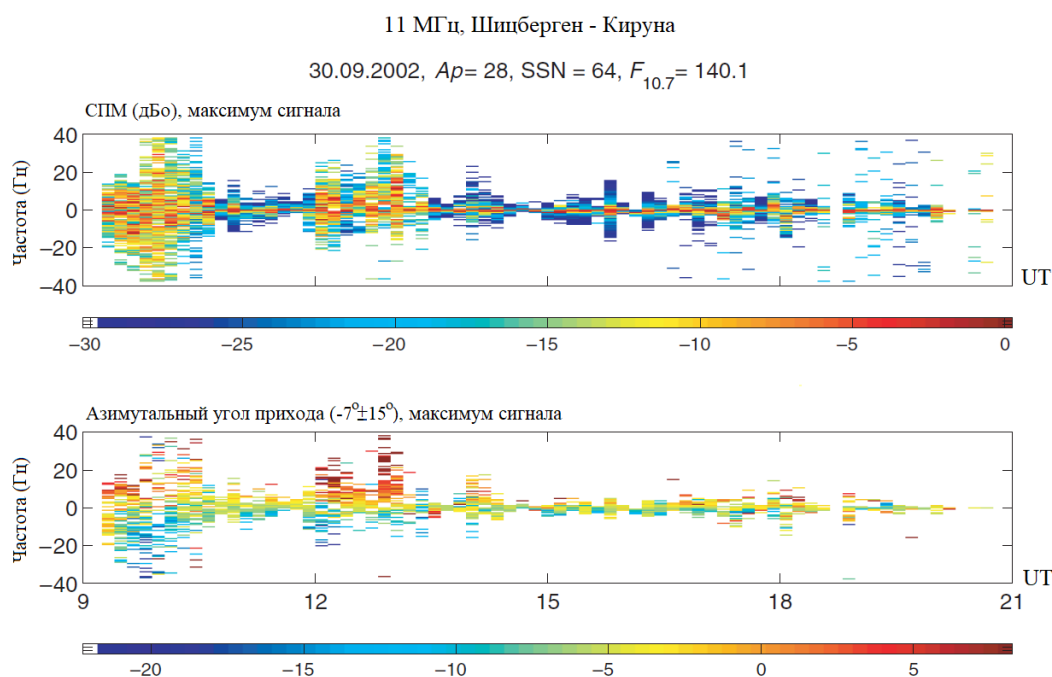 11 МГц, Шицберген - Кируна
30.09.2002, Ap= 28, SSN = 64, F10.7= 140.1
СПМ (дБо), максимум сигнала
Частота (Гц)
40
20
0
−20
−40
UT
−30 −25 −20 −15 −10 −5 0
Азимутальный угол прихода (-7°±15°), максимум сигнала
Частота (Гц)
40
20
0
−20
−40
9 12 15 18 21
UT
−20 −15 −10 −5 0 5